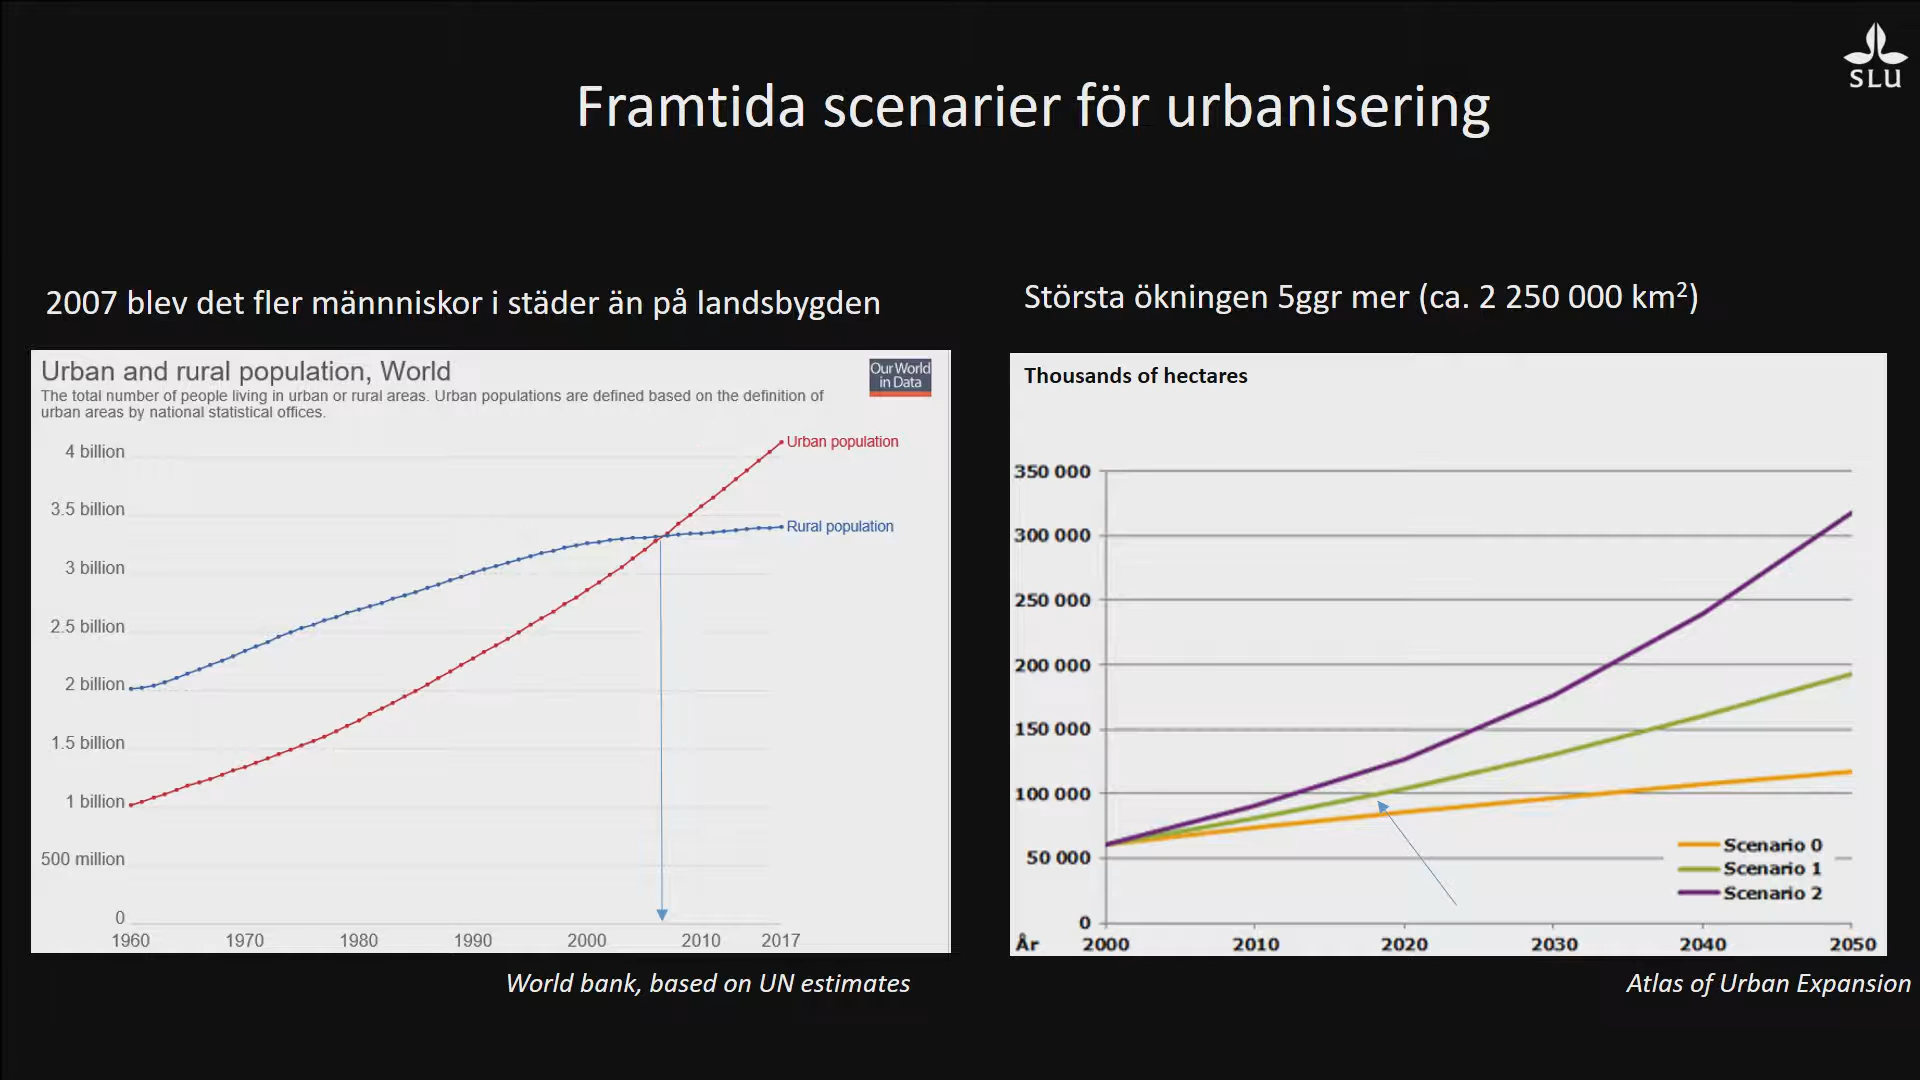 SLU
Framtida scenarier för urbanisering
2007 blev det fler männniskor i städer än på landsbygden
Urban and rural population, World
The total number of people living in urban or rural areas. Urban populations are defined based on the definition of
urban areas by national statistical offices.
Our World
in Data
4 billion
3.5 billion
3 billion
2.5 billion
2 billion
1.5 billion
1 billion
500 million
0
Urban population
Rural population
1960 1970 1980 1990 2000 2010 2017
World bank, based on UN estimates
Största ökningen 5ggr mer (ca. 2 250 000 km²)
Thousands of hectares
350 000
300 000
250 000
200 000
150 000
100 000
50 000
0
Scenario 0
Scenario 1
Scenario 2
År 2000 2010 2020 2030 2040 2050
Atlas of Urban Expansion